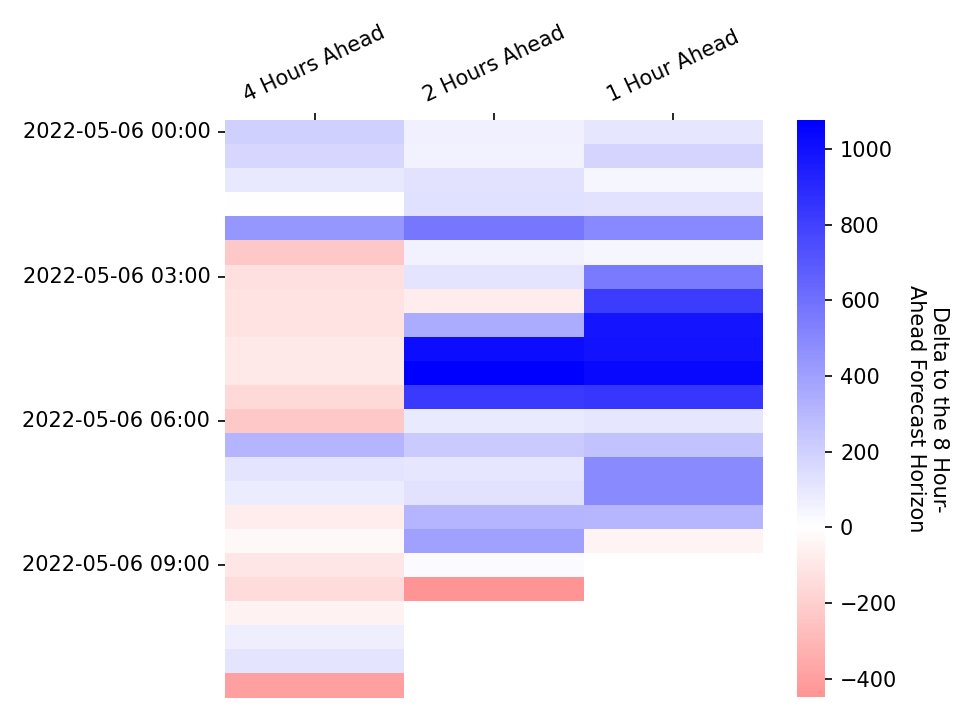 4 Hours Ahead
2 Hours Ahead
1 Hour Ahead
2022-05-06 00:00
2022-05-06 03:00
2022-05-06 06:00
2022-05-06 09:00
1000
800
600
400
200
0
−200
−400
Delta to the 8 Hour-
Ahead Forecast Horizon